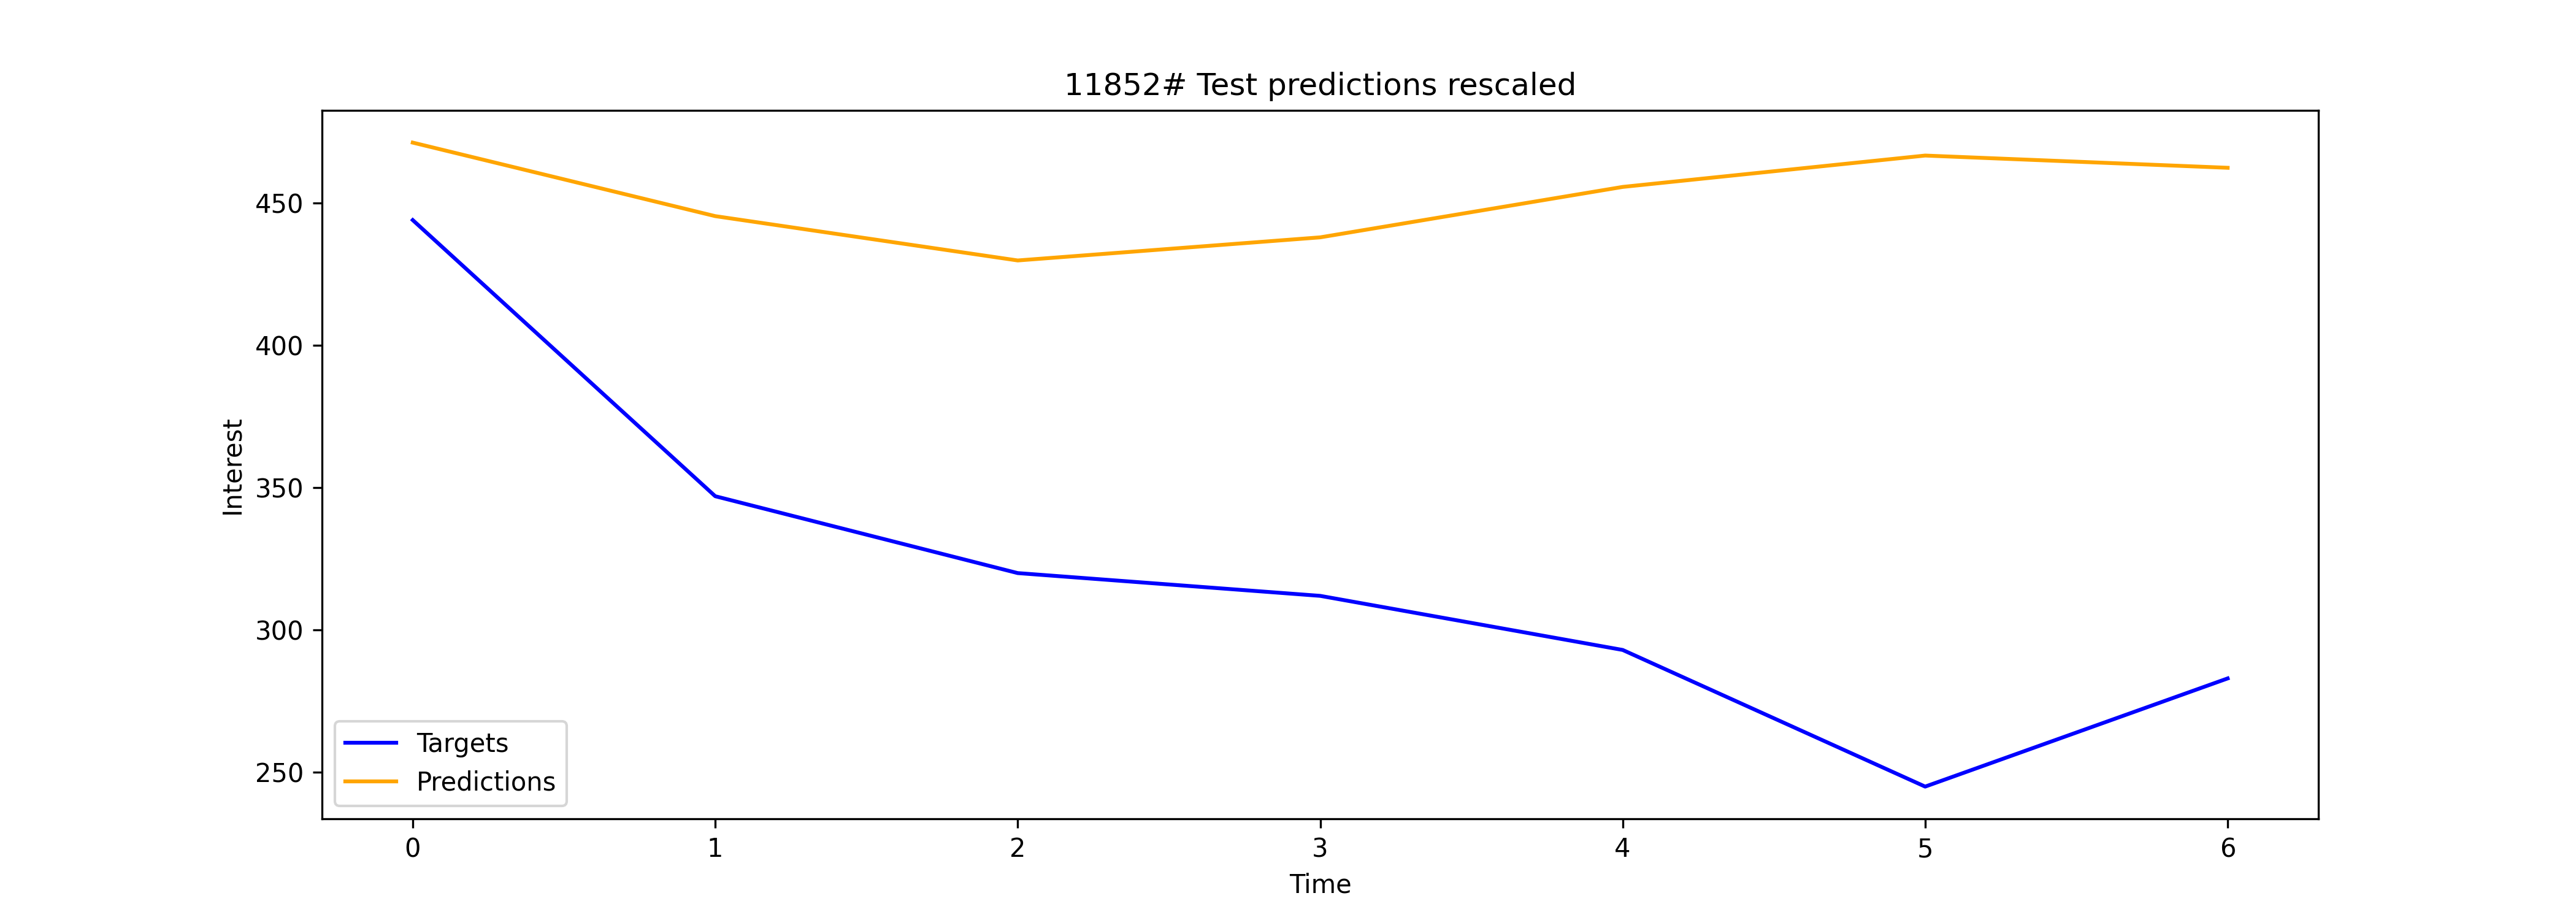 11852# Test predictions rescaled
Interest
450
400
350
300
250
Targets
Predictions
0 1 2 3 4 5 6
Time